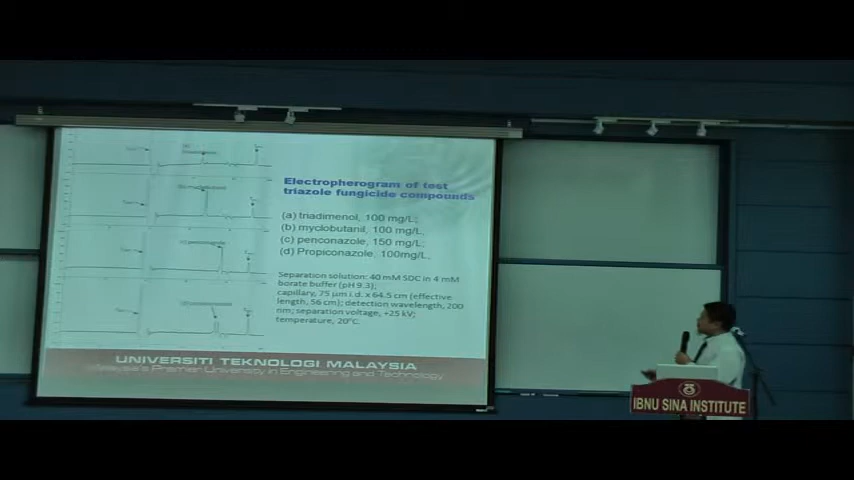 Electropherogram of test
triazole fungicide compounds
(a) triadimenol, 100 mg/L;
(b) myclobutanil, 100 mg/L;
(c) penconazole, 150 mg/L;
(d) Propiconazole, 100mg/L,
Separation solution: 40 mM SDC in 4 mM
borate buffer (pH 9.3);
capillary, 75 µm i.d. x 64.5 cm (effective
length, 56 cm); detection wavelength, 200
nm; separation voltage, +25 kV;
temperature, 20°C.
UNIVERSITI TEKNOLOGI MALAYSIA
Malaysia's Premier University in Engineering and Technology
IBNU SINA INSTITUTE